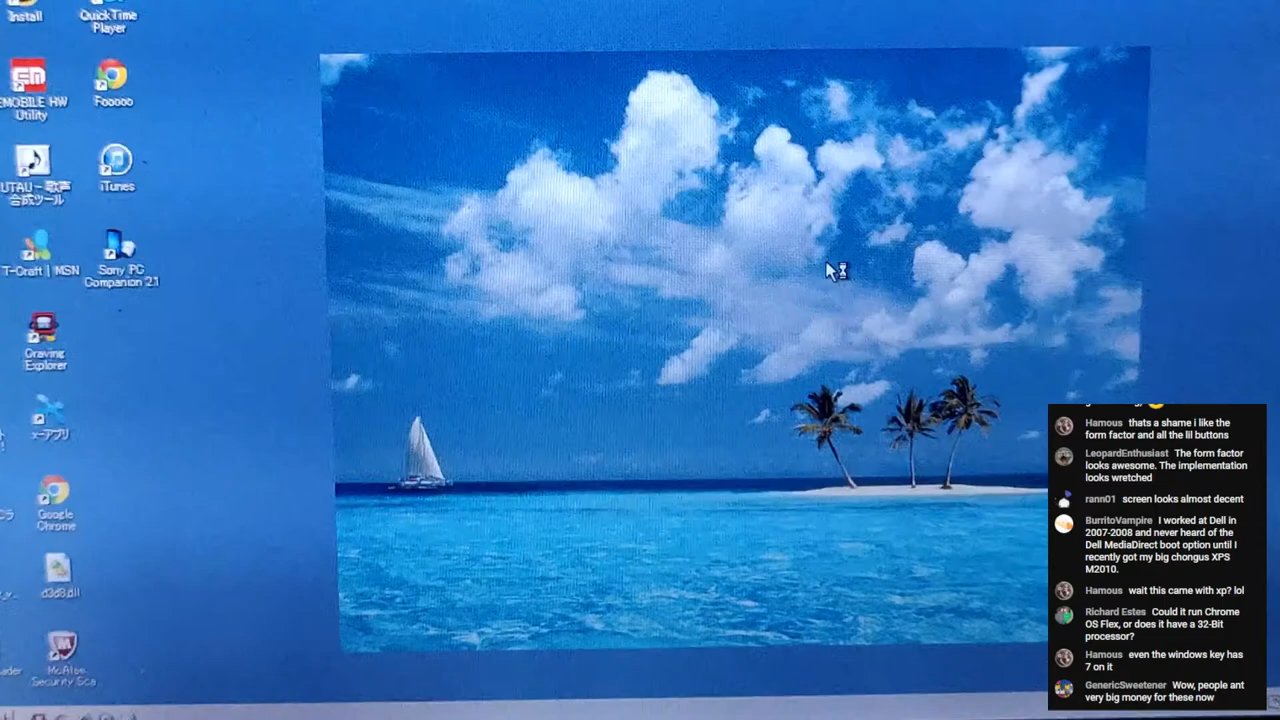 Install
QuickTime
Player
EMOBILE HW
Utility
Fooooo
UTAU - 歌声
合成ツール
iTunes
T-Craft | MSN
Sony PC
Companion 2.1
Craving
Explorer
x-アプリ
Google
Chrome
d3d8.dll
McAfee
Security Sca...
Hamous thats a shame i like the
form factor and all the lil buttons
LeopardEnthusiast The form factor
looks awesome. The implementation
looks wretched
rann01 screen looks almost decent
BurritoVampire I worked at Dell in
2007-2008 and never heard of the
Dell MediaDirect boot option until I
recently got my big chongus XPS
M2010.
Hamous wait this came with xp? lol
Richard Estes Could it run Chrome
OS Flex, or does it have a 32-Bit
processor?
Hamous even the windows key has
7 on it
GenericSweetener Wow, people ant
very big money for these now